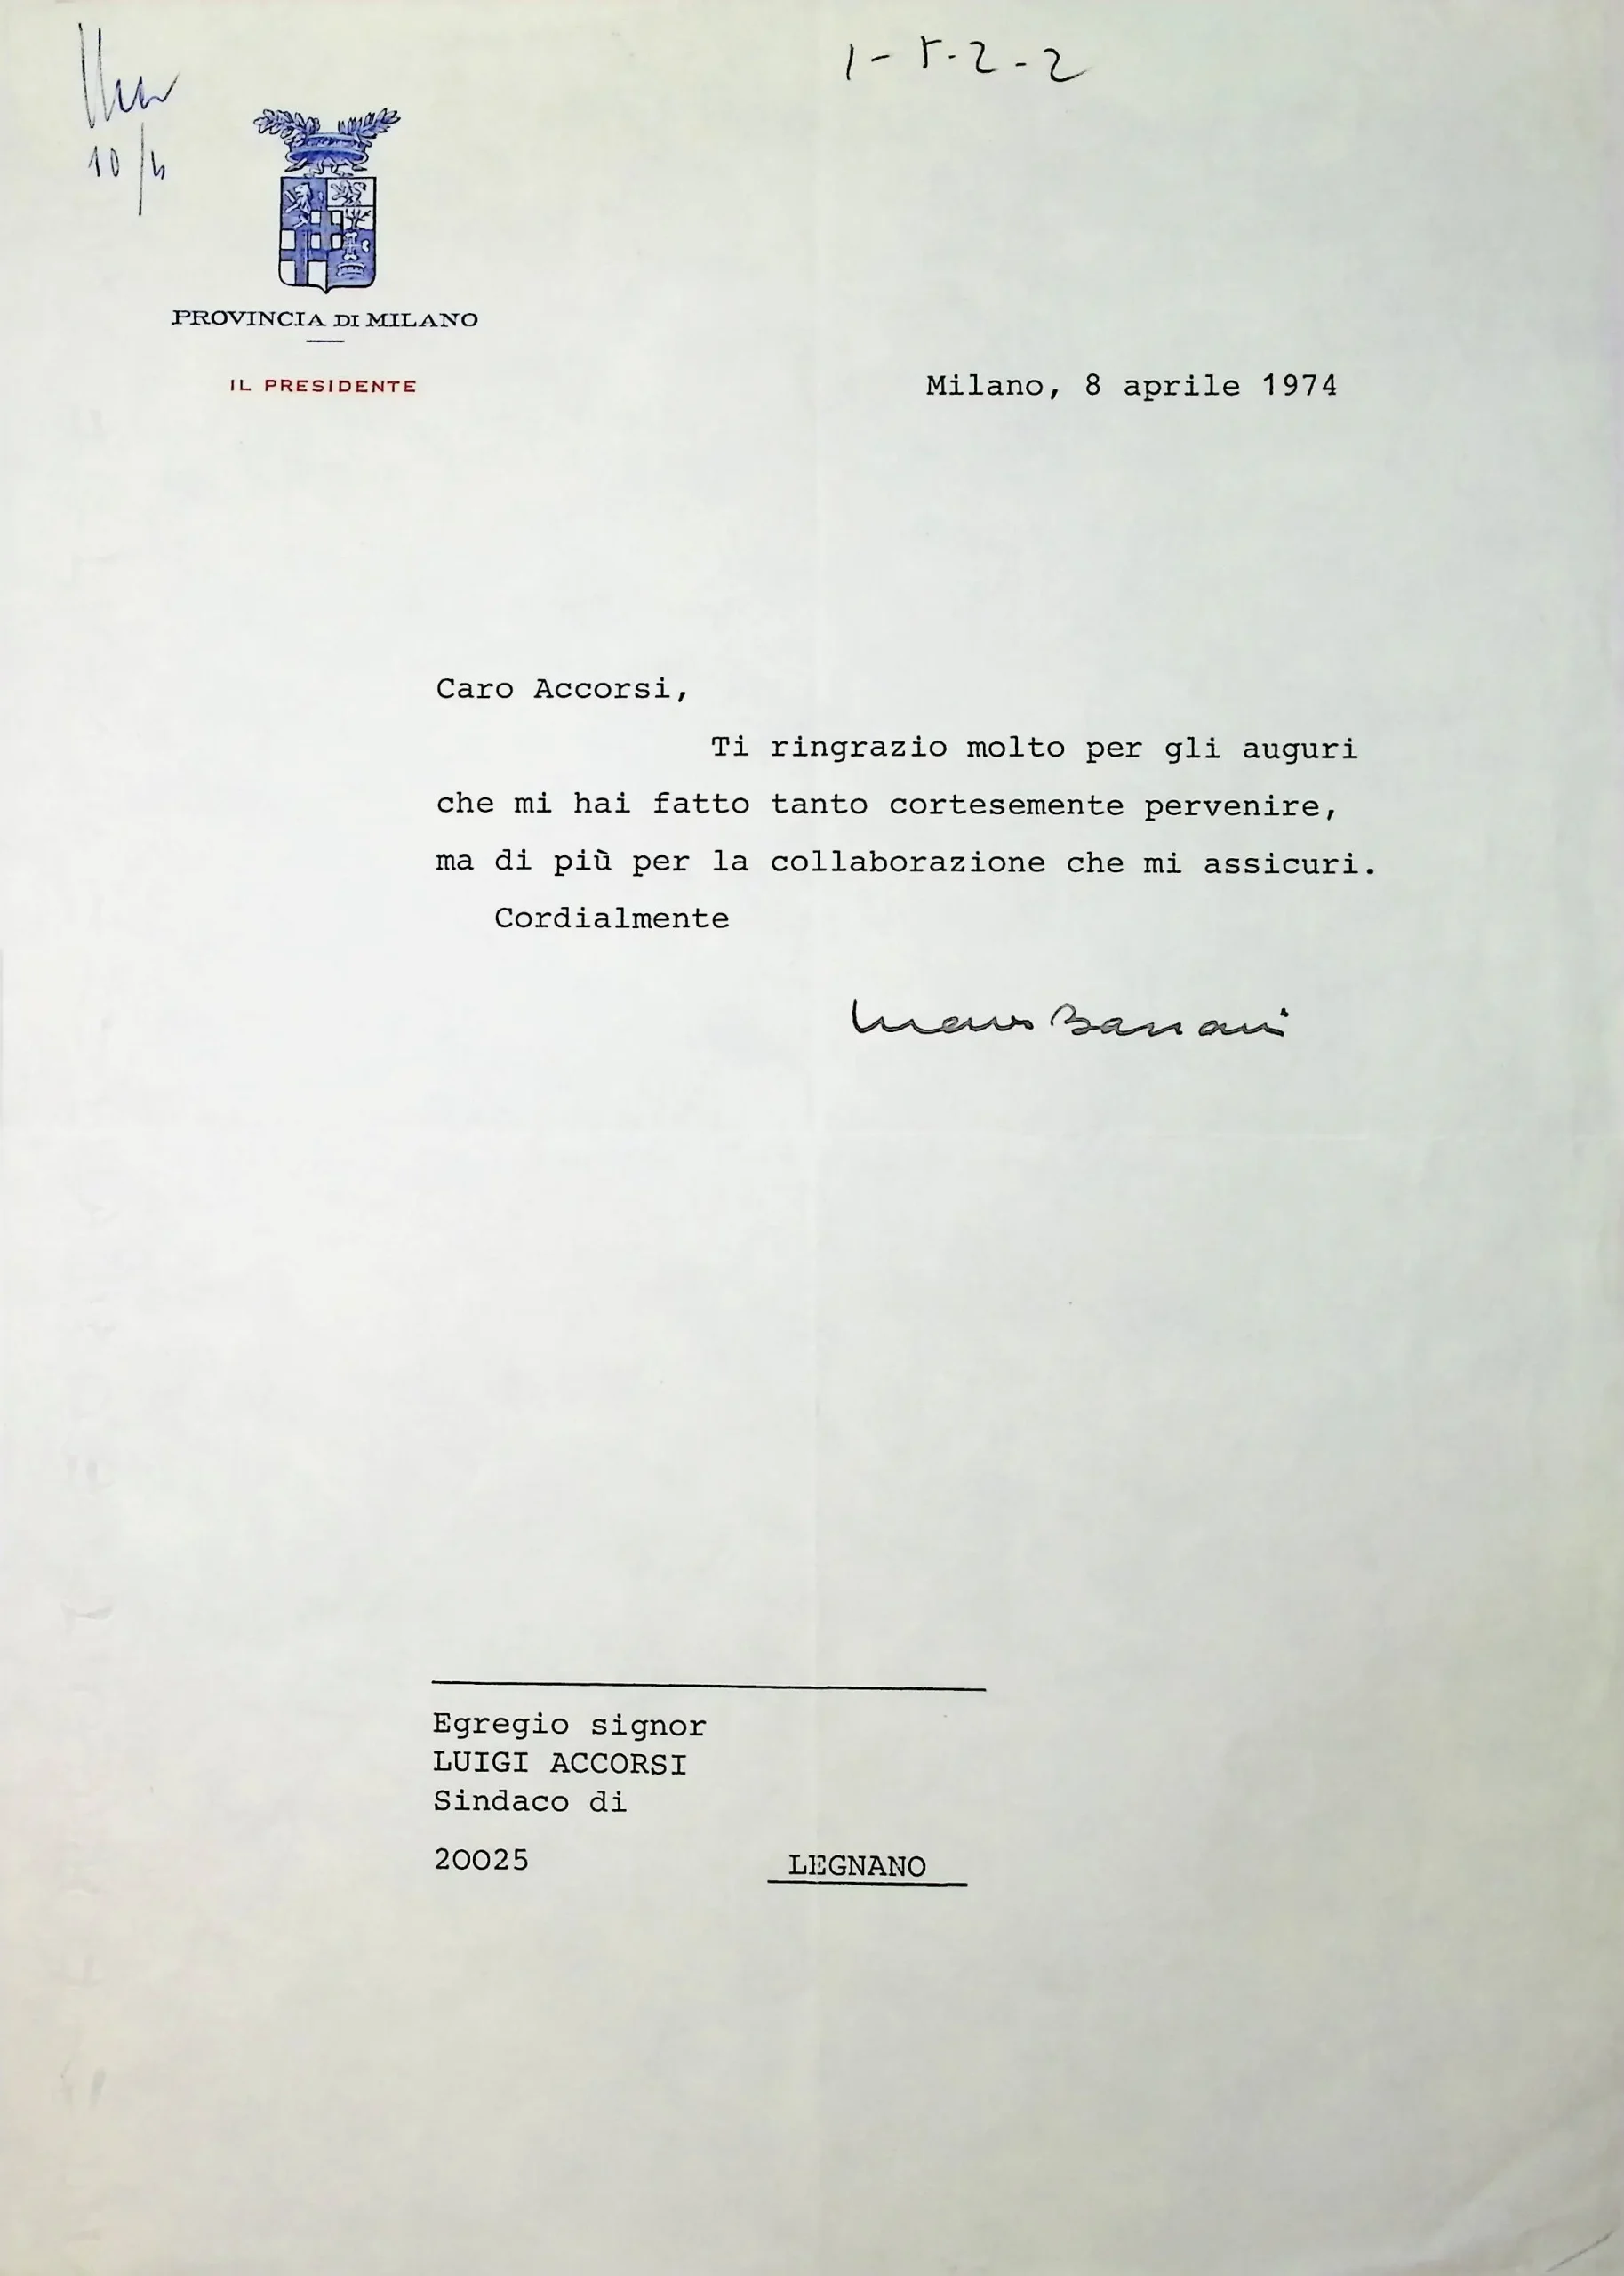 1-5-2-2
10/4
PROVINCIA DI MILANO
IL PRESIDENTE
Milano, 8 aprile 1974
Caro Accorsi,
Ti ringrazio molto per gli auguri
che mi hai fatto tanto cortesemente pervenire,
ma di più per la collaborazione che mi assicuri.
Cordialmente
Egregio signor
LUIGI ACCORSI
Sindaco di
20025 LEGNANO